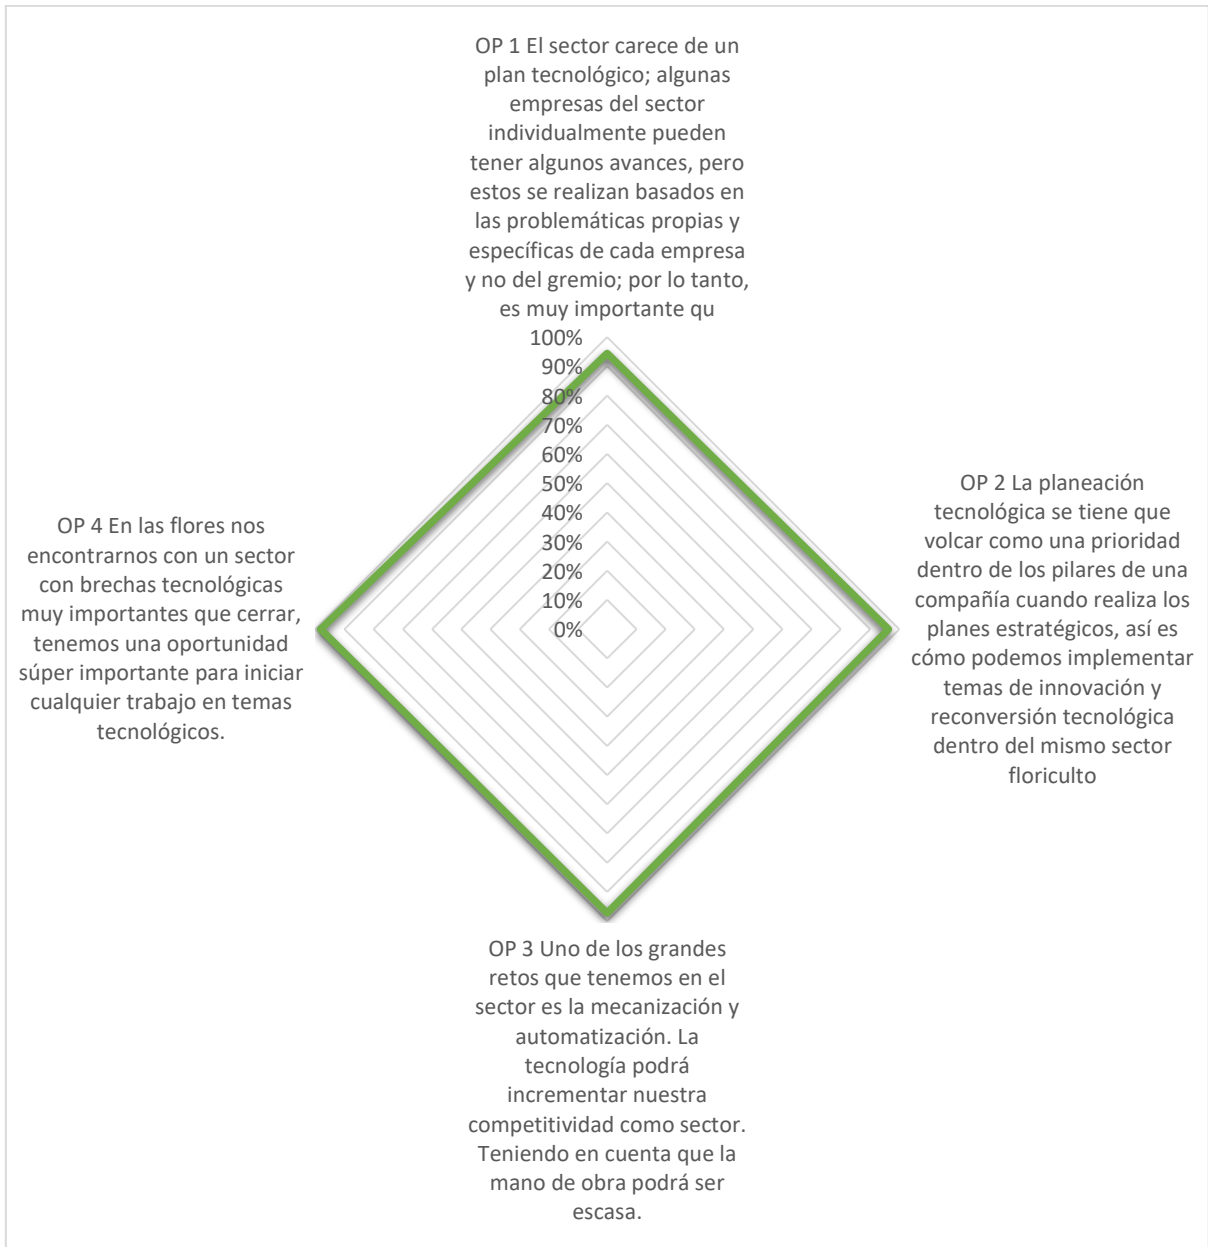 OP 1 El sector carece de un
plan tecnológico; algunas
empresas del sector
individualmente pueden
tener algunos avances, pero
estos se realizan basados en
las problemáticas propias y
específicas de cada empresa
y no del gremio; por lo tanto,
es muy importante qu
100%
90%
80%
70%
60%
50%
40%
30%
20%
10%
0%
OP 2 La planeación
tecnológica se tiene que
volcar como una prioridad
dentro de los pilares de una
compañía cuando realiza los
planes estratégicos, así es
cómo podemos implementar
temas de innovación y
reconversión tecnológica
dentro del mismo sector
floriculto
OP 3 Uno de los grandes
retos que tenemos en el
sector es la mecanización y
automatización. La
tecnología podrá
incrementar nuestra
competitividad como sector.
Teniendo en cuenta que la
mano de obra podrá ser
escasa.
OP 4 En las flores nos
encontrarnos con un sector
con brechas tecnológicas
muy importantes que cerrar,
tenemos una oportunidad
súper importante para iniciar
cualquier trabajo en temas
tecnológicos.